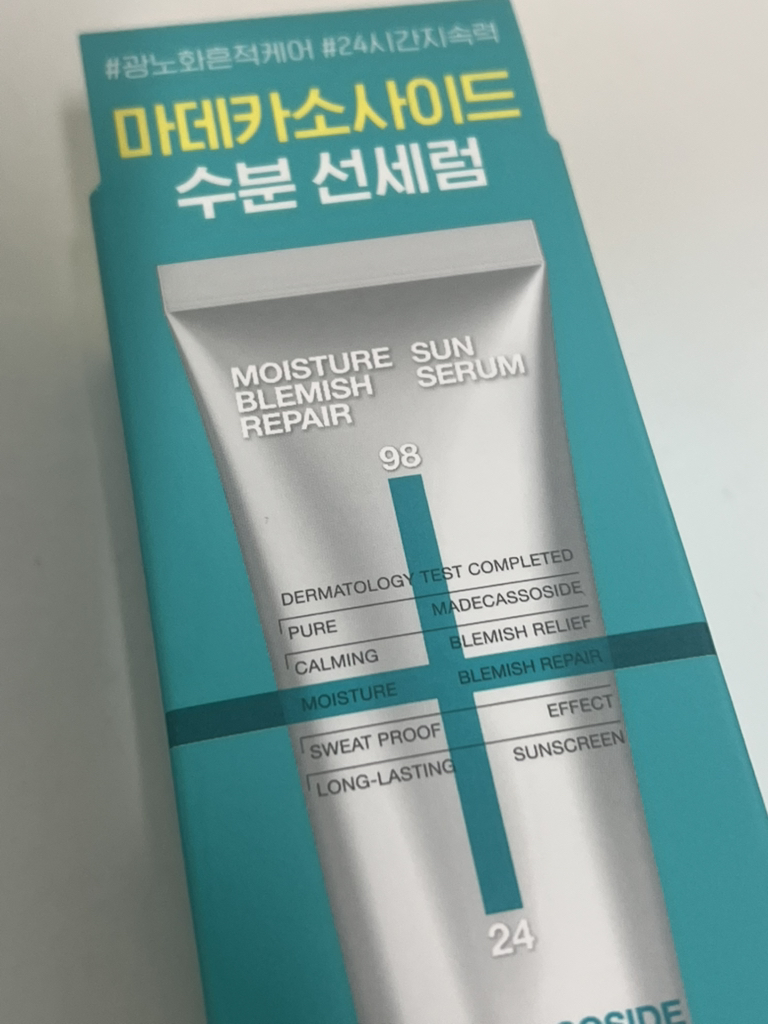 #광노화흔적케어 #24시간지속력
마데카소사이드
수분 선세럼
MOISTURE SUN
BLEMISH SERUM
REPAIR
98
DERMATOLOGY TEST COMPLETED
PURE MADECASSOSIDE
CALMING BLEMISH RELIEF
MOISTURE BLEMISH REPAIR
SWEAT PROOF EFFECT
LONG-LASTING SUNSCREEN
24